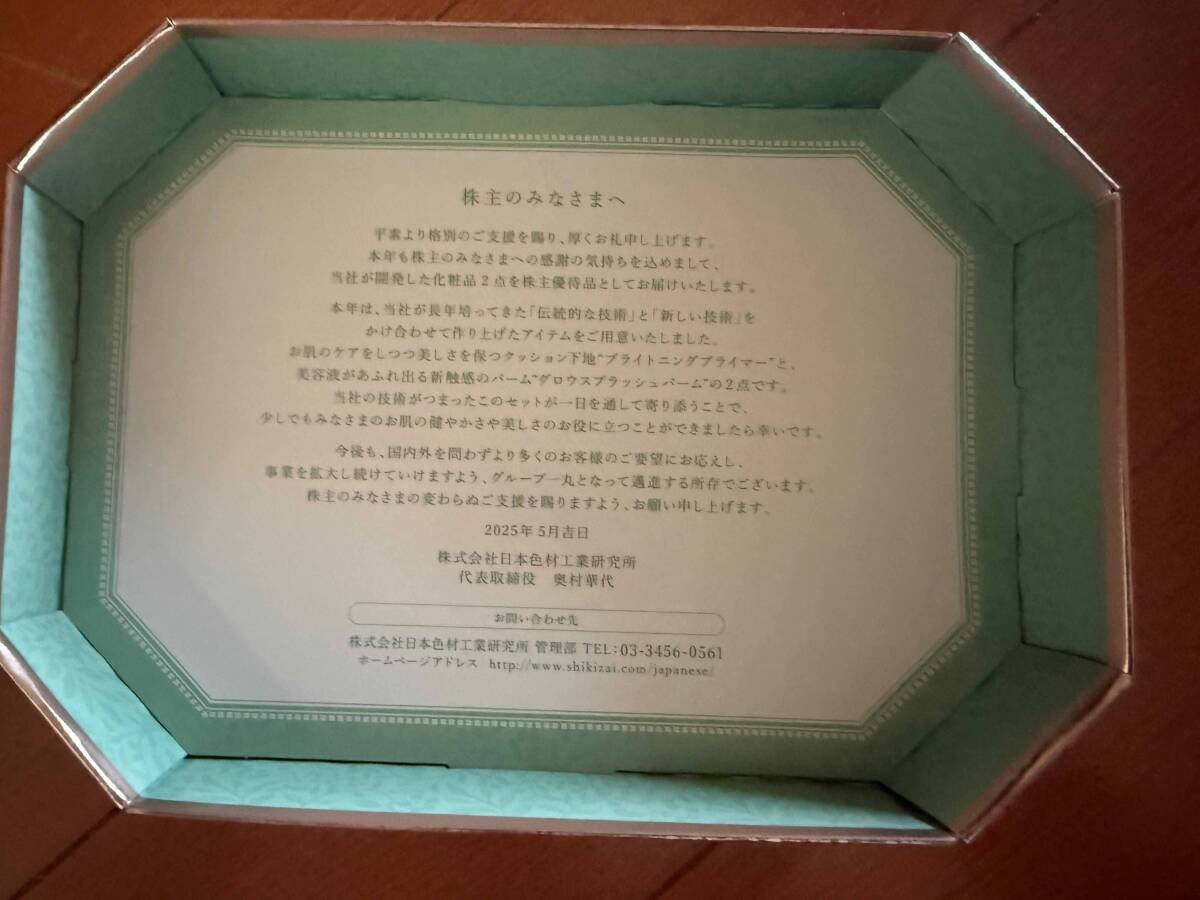 株主のみなさまへ
平素より格別のご支援を賜り、厚くお礼申し上げます。
本年も株主のみなさまへの感謝の気持ちを込めまして、
当社が開発した化粧品2点を株主優待品としてお届けいたします。
本年は、当社が長年培ってきた「伝統的な技術」と「新しい技術」を
かけ合わせて作り上げたアイテムをご用意いたしました。
お肌のケアをしつつ美しさを保つクッション下地“ブライトニングプライマー”と、
美容液があふれ出る新触感のバーム“グロウスプラッシュバーム”の2点です。
当社の技術がつまったこのセットが一日を通して寄り添うことで、
少しでもみなさまのお肌の健やかさや美しさのお役に立つことができましたら幸いです。
今後も、国内外を問わずより多くのお客様のご要望にお応えし、
事業を拡大し続けていけますよう、グループ一丸となって邁進する所存でございます。
株主のみなさまの変わらぬご支援を賜りますよう、お願い申し上げます。
2025年5月吉日
株式会社日本色材工業研究所
代表取締役 奥村華代
お問い合わせ先
株式会社日本色材工業研究所 管理部 TEL:03-3456-0561
ホームページアドレス http://www.shikizai.com/japanese/